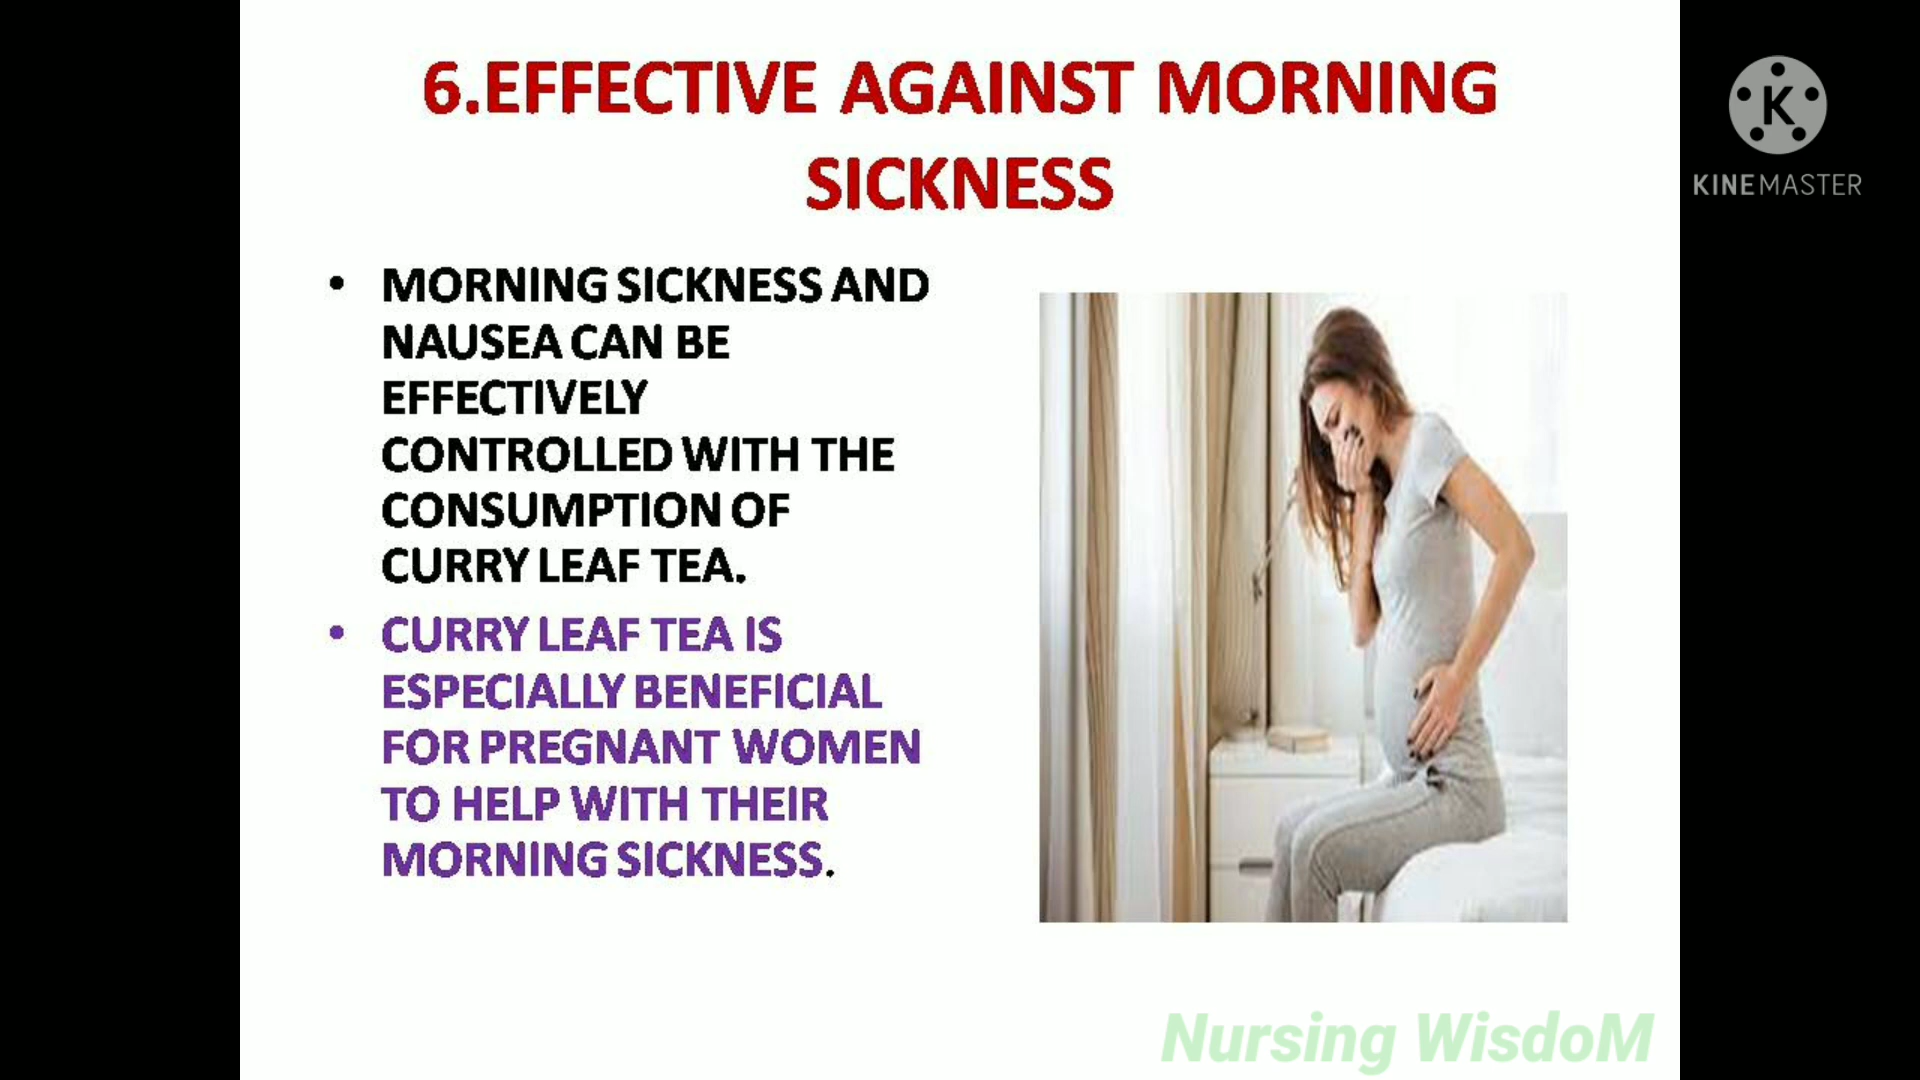 6.EFFECTIVE AGAINST MORNING
SICKNESS
• MORNING SICKNESS AND
NAUSEA CAN BE
EFFECTIVELY
CONTROLLED WITH THE
CONSUMPTION OF
CURRY LEAF TEA.
• CURRY LEAF TEA IS
ESPECIALLY BENEFICIAL
FOR PREGNANT WOMEN
TO HELP WITH THEIR
MORNING SICKNESS.
K
KINEMASTER
Nursing WisdoM